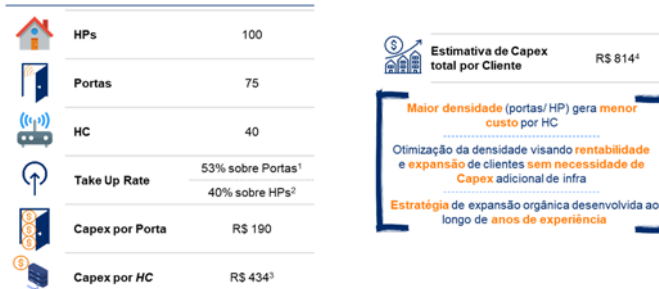 HPs 100
Portas 75
HC 40
Take Up Rate 53% sobre Portas¹
40% sobre HPs²
Capex por Porta R$ 190
Capex por HC R$ 434³
Estimativa de Capex
total por Cliente R$ 814⁴
Maior densidade (portas/ HP) gera menor
custo por HC
Otimização da densidade visando rentabilidade
e expansão de clientes sem necessidade de
Capex adicional de infra
Estratégia de expansão orgânica desenvolvida ao
longo de anos de experiência